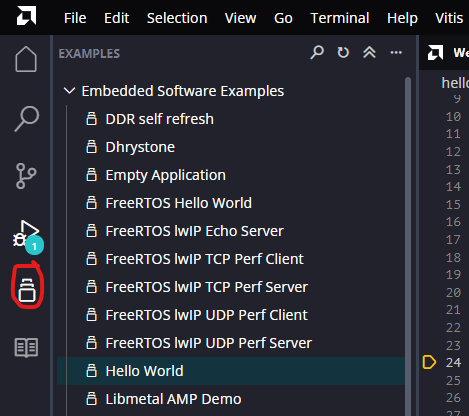 File Edit Selection View Go Terminal Help Vitis
EXAMPLES
We
Embedded Software Examples
hello
DDR self refresh
Dhrystone
Empty Application
FreeRTOS Hello World
FreeRTOS lwIP Echo Server
FreeRTOS lwIP TCP Perf Client
FreeRTOS lwIP TCP Perf Server
FreeRTOS lwIP UDP Perf Client
FreeRTOS lwIP UDP Perf Server
Hello World
Libmetal AMP Demo
1
9
10
11
12
13
14
15
16
17
18
19
20
21
22
23
24
25
26
27